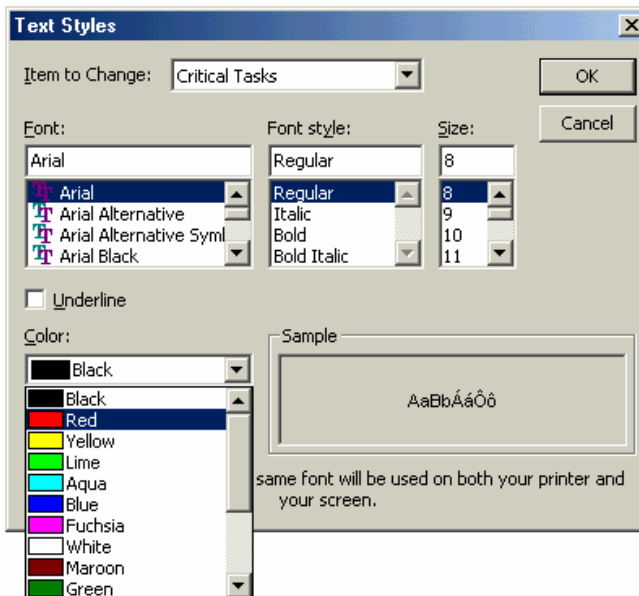 Text Styles
Item to Change: Critical Tasks
OK
Cancel
Font: Font style: Size:
Arial Regular 8
Arial Regular 8
Arial Alternative Italic 9
Arial Alternative Symb Bold 10
Arial Black Bold Italic 11
Underline
Color: Sample
Black
AaBbÁáÔô
Black
Red
Yellow
Lime
Aqua
Blue
Fuchsia
White
Maroon
Green
same font will be used on both your printer and
your screen.